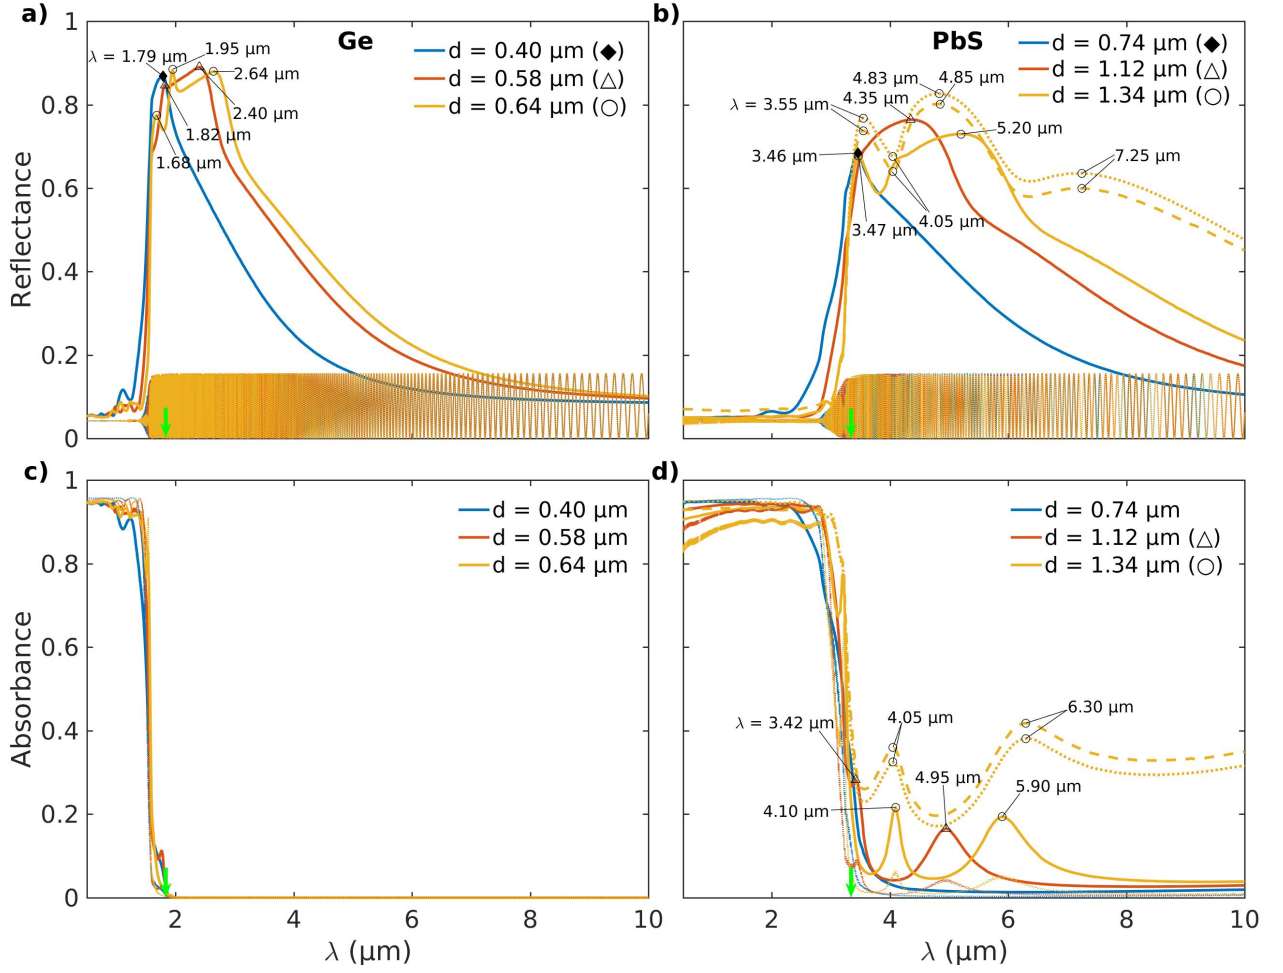 a)
Ge
d = 0.40 µm (◆)
d = 0.58 µm (△)
d = 0.64 µm (○)
λ = 1.79 µm
1.95 µm
2.64 µm
2.40 µm
1.82 µm
1.68 µm
Reflectance
1
0.8
0.6
0.4
0.2
0
2
4
6
8
10
b)
PbS
d = 0.74 µm (◆)
d = 1.12 µm (△)
d = 1.34 µm (○)
4.83 µm
4.85 µm
4.35 µm
λ = 3.55 µm
5.20 µm
3.46 µm
7.25 µm
4.05 µm
3.47 µm
c)
d = 0.40 µm
d = 0.58 µm
d = 0.64 µm
Absorbance
1
0.8
0.6
0.4
0.2
0
2
4
6
8
10
λ (µm)
d)
d = 0.74 µm
d = 1.12 µm (△)
d = 1.34 µm (○)
λ = 3.42 µm
4.05 µm
6.30 µm
4.95 µm
5.90 µm
4.10 µm
2
4
6
8
10
λ (µm)